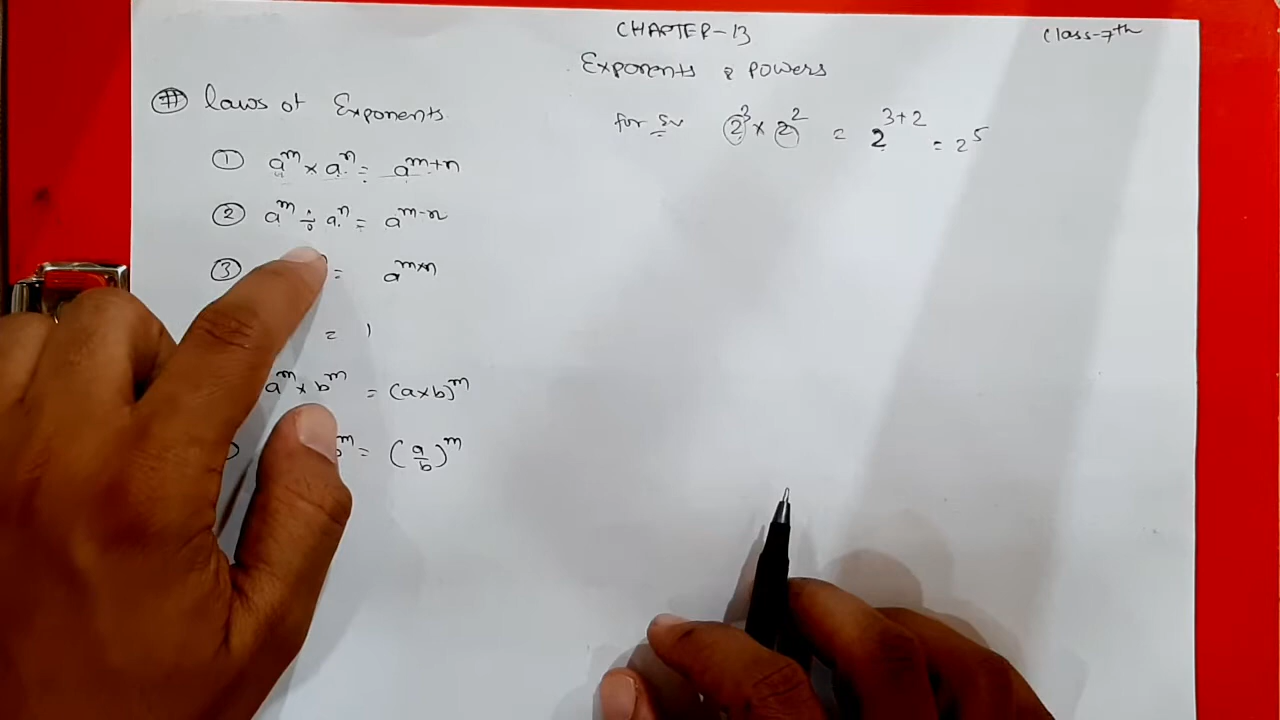 CHAPTER-13
Class-7th
Exponents & Powers
# laws of Exponents
① aᵐ × aⁿ = aᵐ⁺ⁿ
② aᵐ ÷ aⁿ = aᵐ⁻ⁿ
③ = aᵐˣⁿ
= 1
aᵐ × bᵐ = (a×b)ᵐ
bᵐ = (a/b)ᵐ
for 2³ × 2² = 2³⁺² = 2⁵